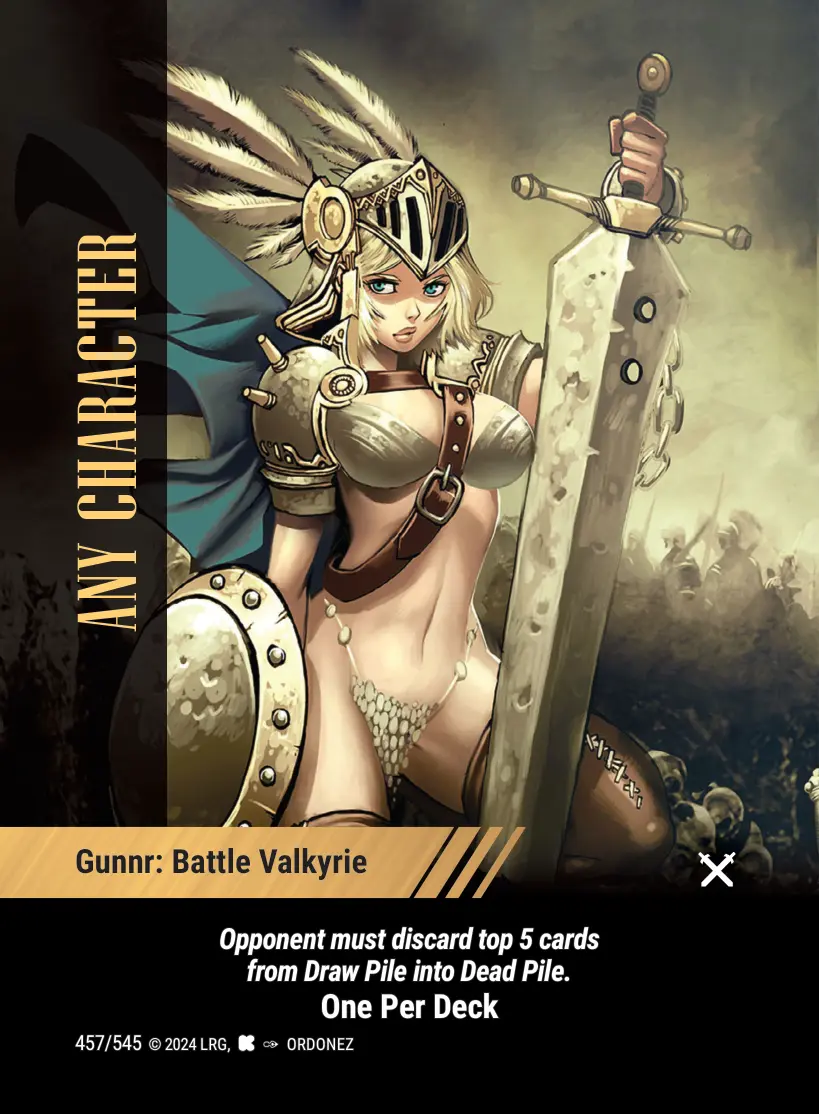 ANY CHARACTER
Gunnr: Battle Valkyrie
Opponent must discard top 5 cards
from Draw Pile into Dead Pile.
One Per Deck
457/545 © 2024 LRG, ORDONEZ